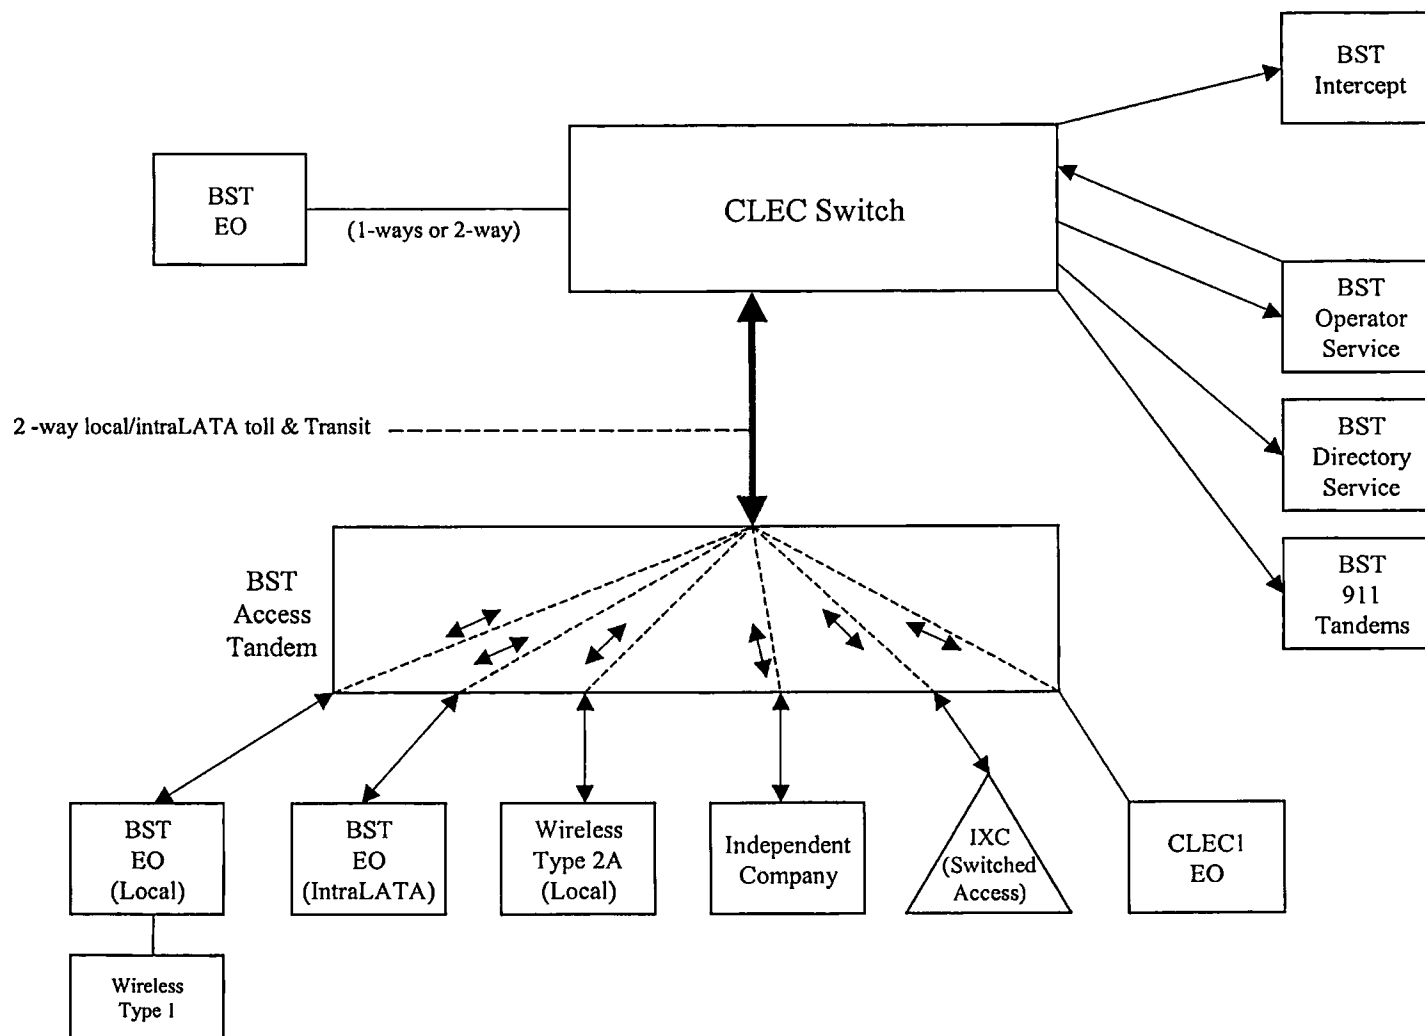 BST
Intercept
BST
EO
(1-ways or 2-way)
CLEC Switch
BST
Operator
Service
2 -way local/intraLATA toll & Transit
BST
Directory
Service
BST
911
Tandems
BST
Access
Tandem
BST
EO
(Local)
BST
EO
(IntraLATA)
Wireless
Type 2A
(Local)
Independent
Company
IXC
(Switched
Access)
CLEC1
EO
Wireless
Type 1